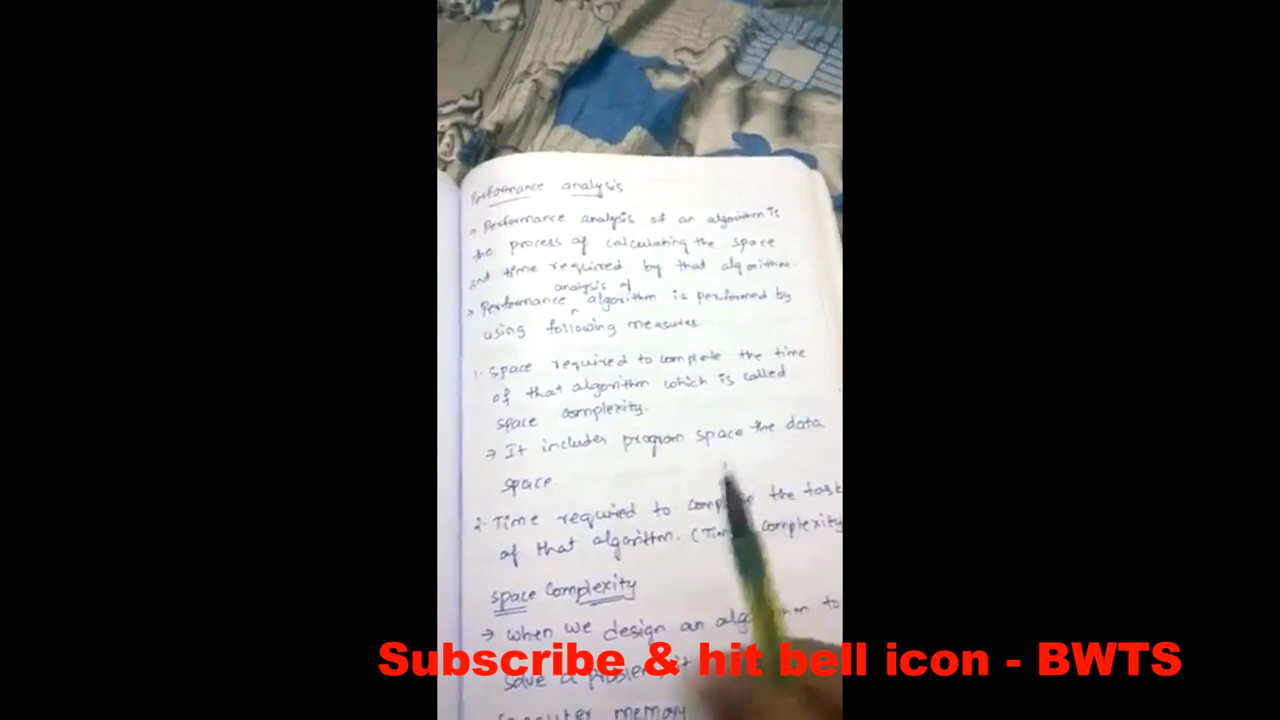 Performance analysis
→ Performance analysis of an algorithm is
the process of calculating the space
and time required by that algorithm.
analysis of
→ Performance ^ algorithm is performed by
using following measures.
1. Space required to complete the time
of that algorithm which is called
space complexity.
→ It includes program space the data
space.
2. Time required to the task
of that algorithm. ( complexity
Space Complexity
→ when we design an to
a
computer memory
Subscribe & hit bell icon - BWTS